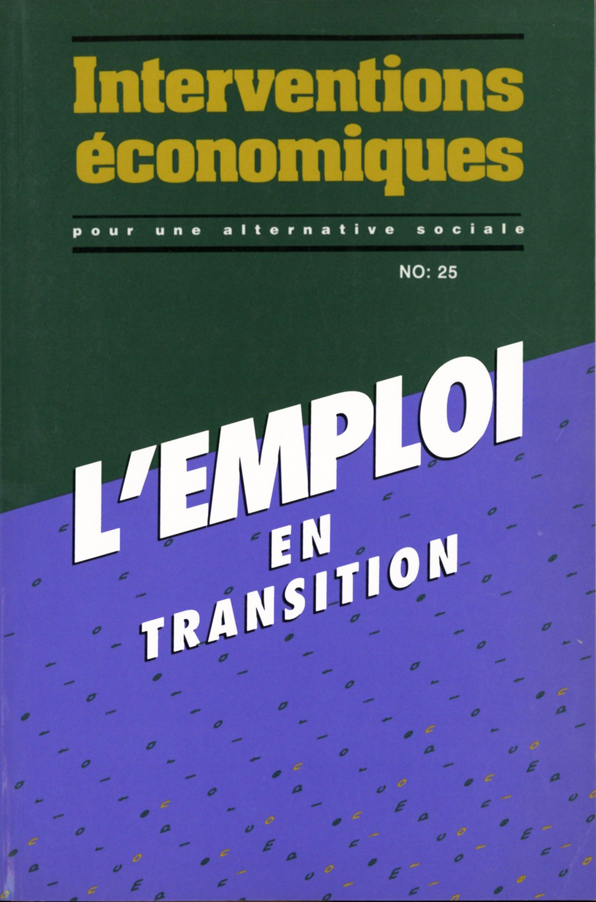 Interventions
économiques
pour une alternative sociale
NO: 25
L'EMPLOI
EN
TRANSITION